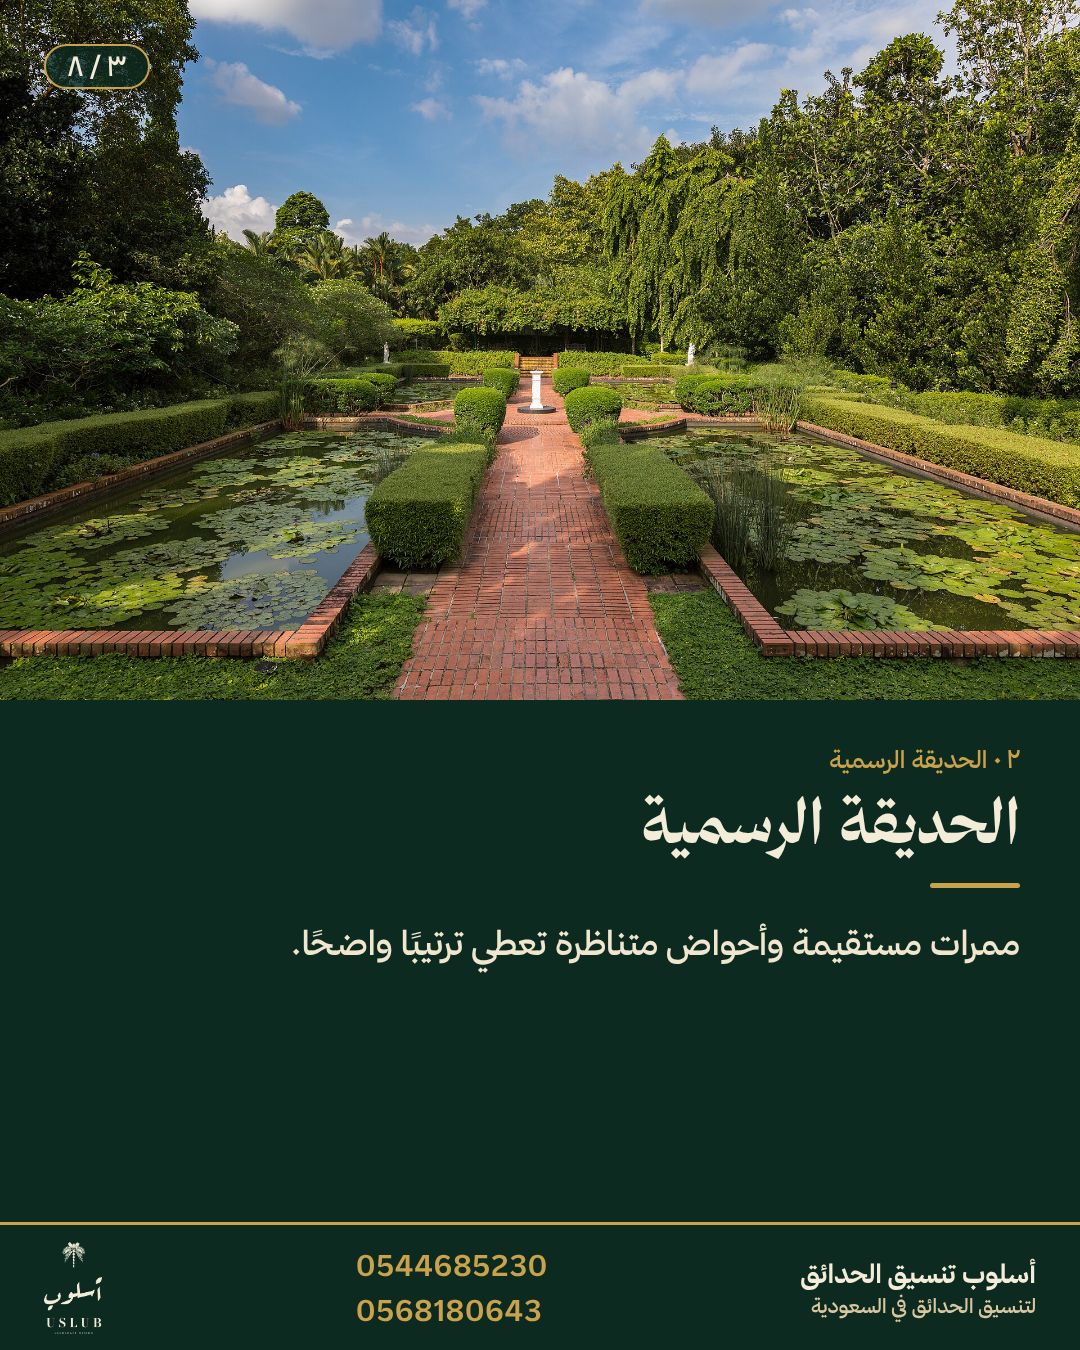 ٨/٣
٢ · الحديقة الرسمية
الحديقة الرسمية
ممرات مستقيمة وأحواض متناظرة تعطي ترتيبًا واضحًا.
أسلوب تنسيق الحدائق
لتنسيق الحدائق في السعودية
0544685230
0568180643
أسلوب
USLUB